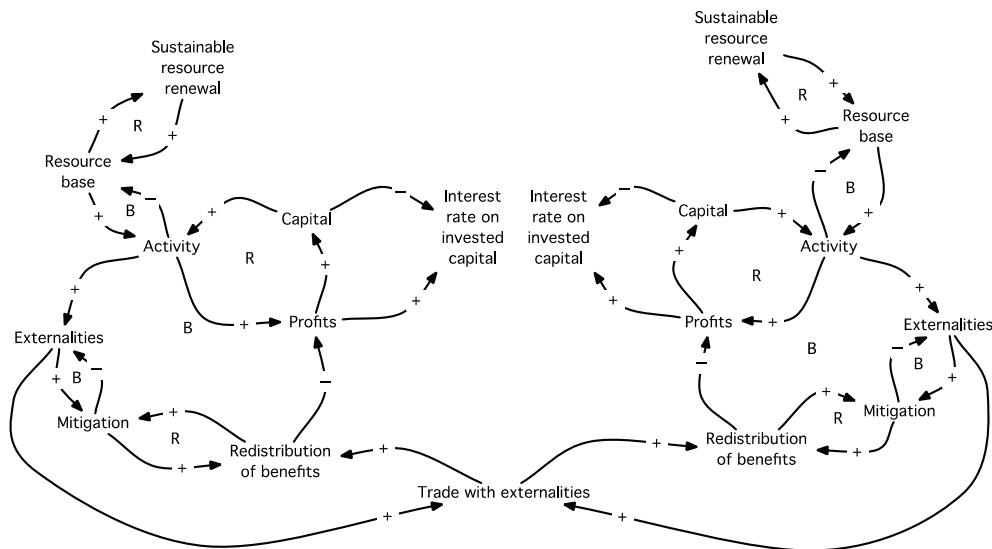 Sustainable
resource
renewal
+
R
+
Resource
base
+
B
−
Activity
+
Capital
−
Interest
rate on
invested
capital
R
+
+
B
+
Profits
+
Externalities
+
B
−
Mitigation
+
R
+
−
Redistribution
of benefits
+
Trade with externalities
+
Sustainable
resource
renewal
+
R
+
Resource
base
−
B
+
Activity
+
Capital
−
Interest
rate on
invested
capital
R
+
+
Profits
+
+
Externalities
B
−
B
+
−
+
R
Mitigation
+
Redistribution
of benefits
+
+